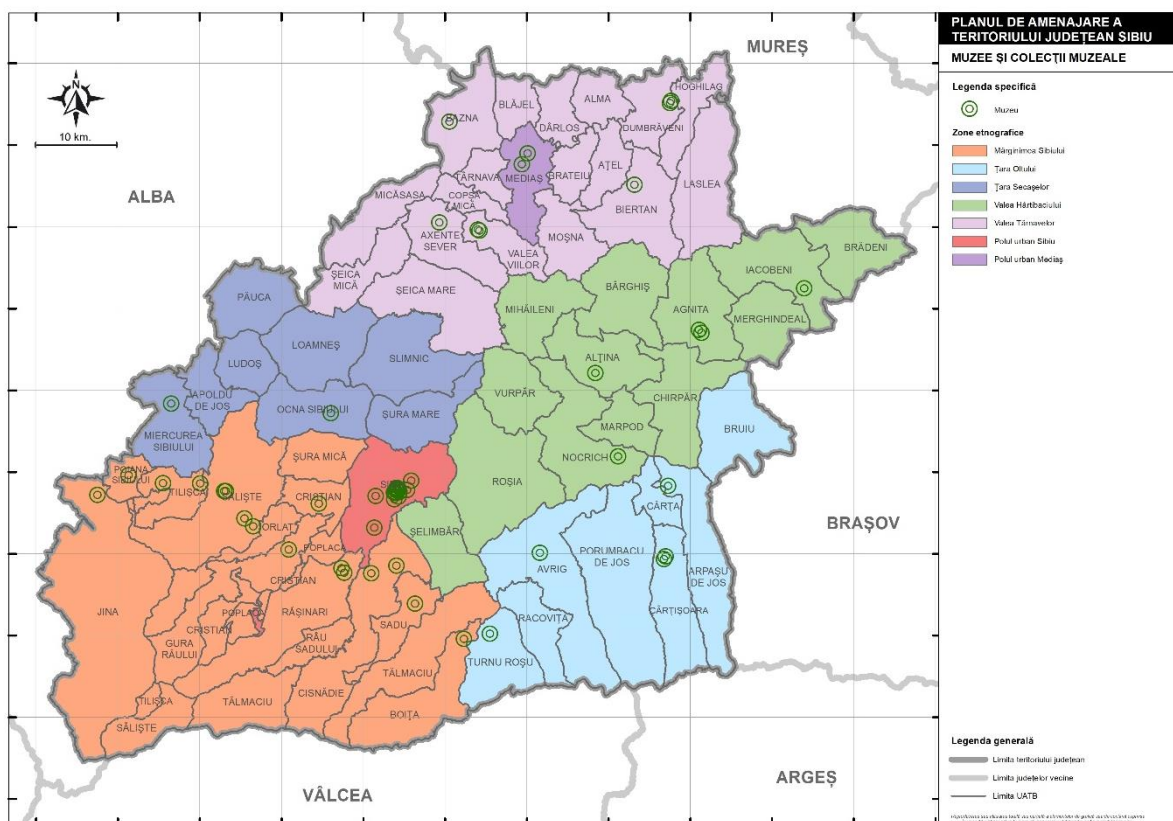 PLANUL DE AMENAJARE A
TERITORIULUI JUDEȚEAN SIBIU
MUZEE ȘI COLECȚII MUZEALE
Legenda specifică
Muzeu
Zone etnografice
Mărginimea Sibiului
Țara Oltului
Țara Secașelor
Valea Hârtibaciului
Valea Târnavelor
Polul urban Sibiu
Polul urban Mediaș
N
10 km.
MUREȘ
ALBA
BRAȘOV
VÂLCEA
ARGEȘ
HOGHILAG
BLĂJEL
ALMA
BAZNA
DÂRLOS
DUMBRĂVENI
AȚEL
TÂRNAVA
MEDIAȘ
BRATEIU
LASLEA
MICĂSASA
COPȘA
MICĂ
BIERTAN
AXENTE
SEVER
MOȘNA
VALEA
VIILOR
BRĂDENI
ȘEICA
MICĂ
ȘEICA MARE
IACOBENI
BÂRGHIȘ
PĂUCA
MIHĂILENI
AGNITA
MERGHINDEAL
LOAMNEȘ
SLIMNIC
LUDOȘ
ALȚÎNA
APOLDU
DE JOS
VURPĂR
CHIRPĂR
OCNA SIBIULUI
ȘURA MARE
MARPOD
BRUIU
MIERCUREA
SIBIULUI
ȘURA MICĂ
NOCRICH
POIANA
SIBIULUI
ROȘIA
TILIȘCA
SĂLIȘTE
CRISTIAN
CÂRȚA
ORLAT
ȘELIMBĂR
POPLACA
AVRIG
PORUMBACU
DE JOS
ARPAȘU
DE JOS
CRISTIAN
JINA
POPLACA
RĂȘINARI
CÂRȚIȘOARA
CRISTIAN
SADU
RACOVIȚA
GURA
RÂULUI
RÂU
SADULUI
TURNU ROȘU
TĂLMACIU
CISNĂDIE
TILIȘCA
TĂLMACIU
BOIȚA
SĂLIȘTE
Legenda generală
Limita teritoriului județean
Limita județelor vecine
Limita UATB